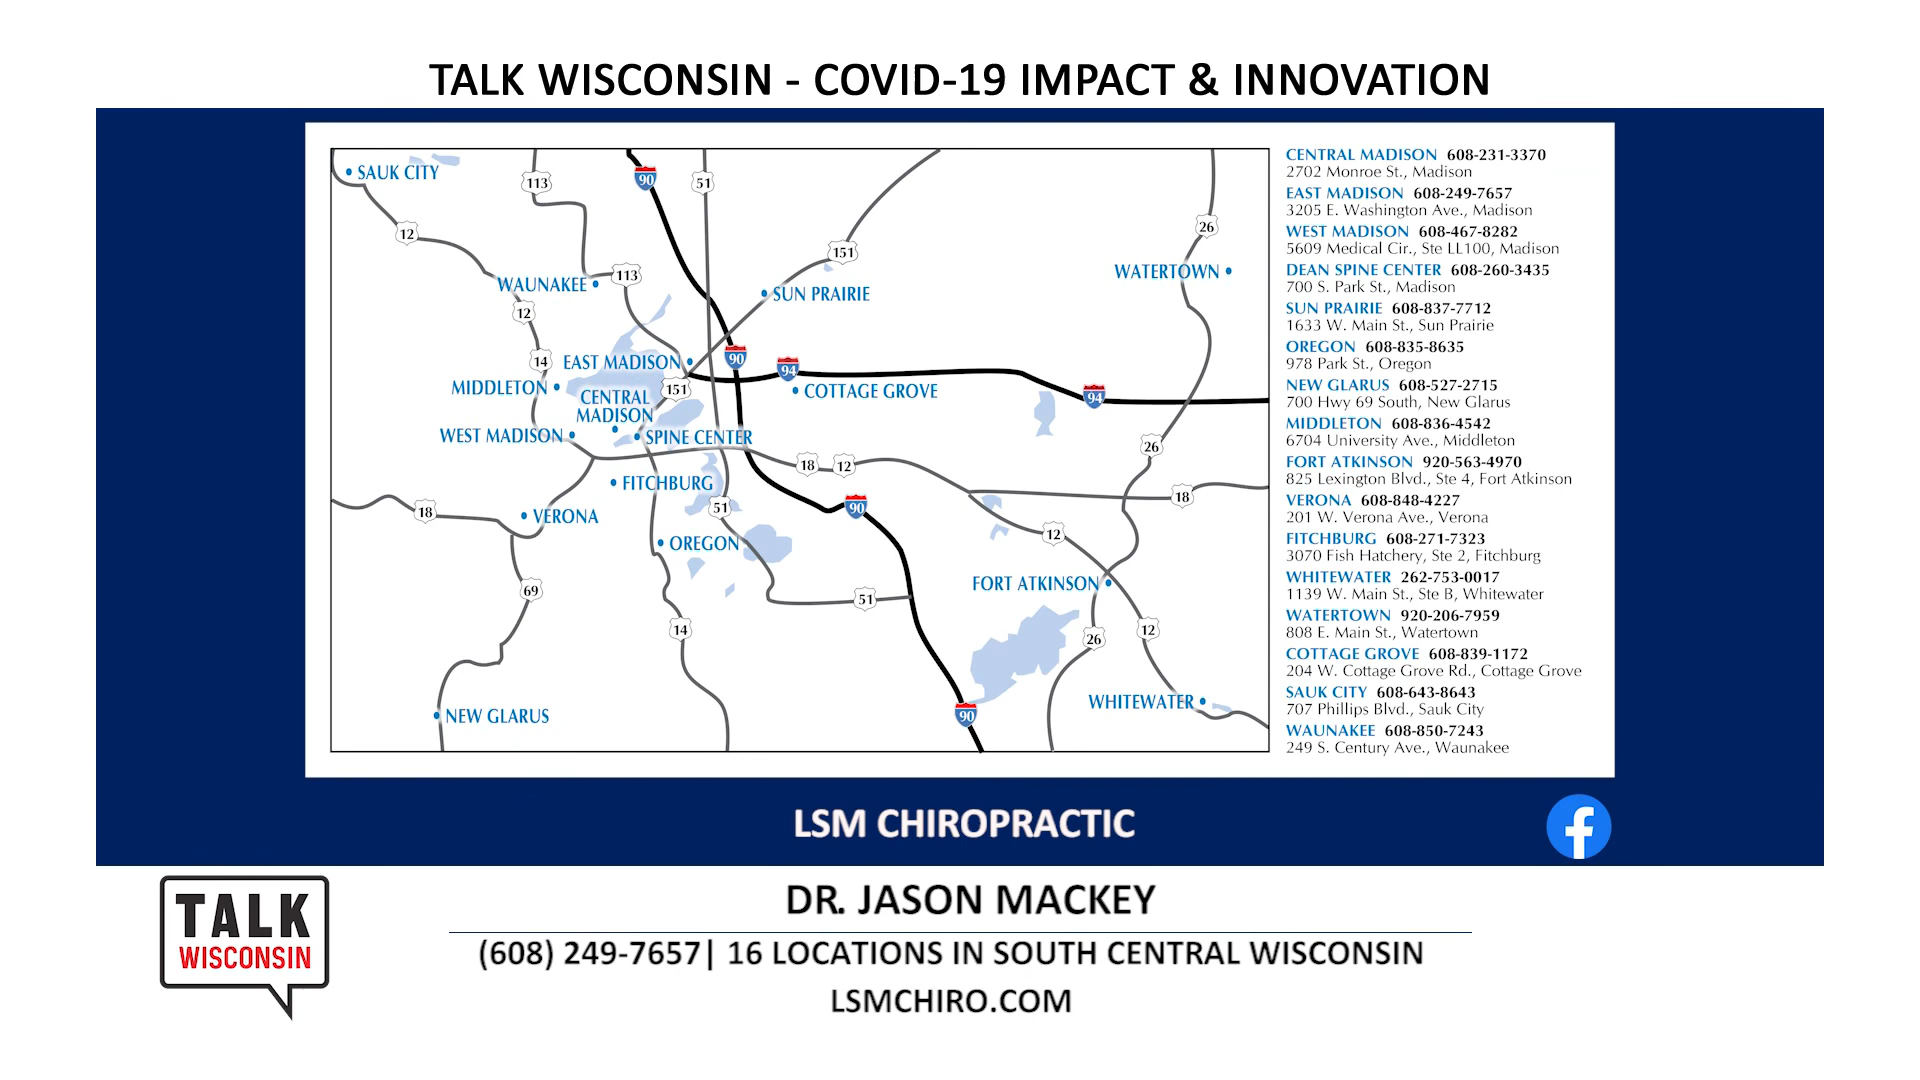 TALK WISCONSIN - COVID-19 IMPACT & INNOVATION
SAUK CITY
113
90
51
12
26
151
113
WAUNAKEE
WATERTOWN
SUN PRAIRIE
12
14
EAST MADISON
90
94
MIDDLETON
151
COTTAGE GROVE
94
CENTRAL
MADISON
WEST MADISON
SPINE CENTER
26
18
12
FITCHBURG
18
18
51
90
VERONA
12
OREGON
FORT ATKINSON
69
51
14
26
12
WHITEWATER
NEW GLARUS
90
CENTRAL MADISON 608-231-3370
2702 Monroe St., Madison
EAST MADISON 608-249-7657
3205 E. Washington Ave., Madison
WEST MADISON 608-467-8282
5609 Medical Cir., Ste LL100, Madison
DEAN SPINE CENTER 608-260-3435
700 S. Park St., Madison
SUN PRAIRIE 608-837-7712
1633 W. Main St., Sun Prairie
OREGON 608-835-8635
978 Park St., Oregon
NEW GLARUS 608-527-2715
700 Hwy 69 South, New Glarus
MIDDLETON 608-836-4542
6704 University Ave., Middleton
FORT ATKINSON 920-563-4970
825 Lexington Blvd., Ste 4, Fort Atkinson
VERONA 608-848-4227
201 W. Verona Ave., Verona
FITCHBURG 608-271-7323
3070 Fish Hatchery, Ste 2, Fitchburg
WHITEWATER 262-753-0017
1139 W. Main St., Ste B, Whitewater
WATERTOWN 920-206-7959
808 E. Main St., Watertown
COTTAGE GROVE 608-839-1172
204 W. Cottage Grove Rd., Cottage Grove
SAUK CITY 608-643-8643
707 Phillips Blvd., Sauk City
WAUNAKEE 608-850-7243
249 S. Century Ave., Waunakee
LSM CHIROPRACTIC
f
TALK
WISCONSIN
DR. JASON MACKEY
(608) 249-7657| 16 LOCATIONS IN SOUTH CENTRAL WISCONSIN
LSMCHIRO.COM